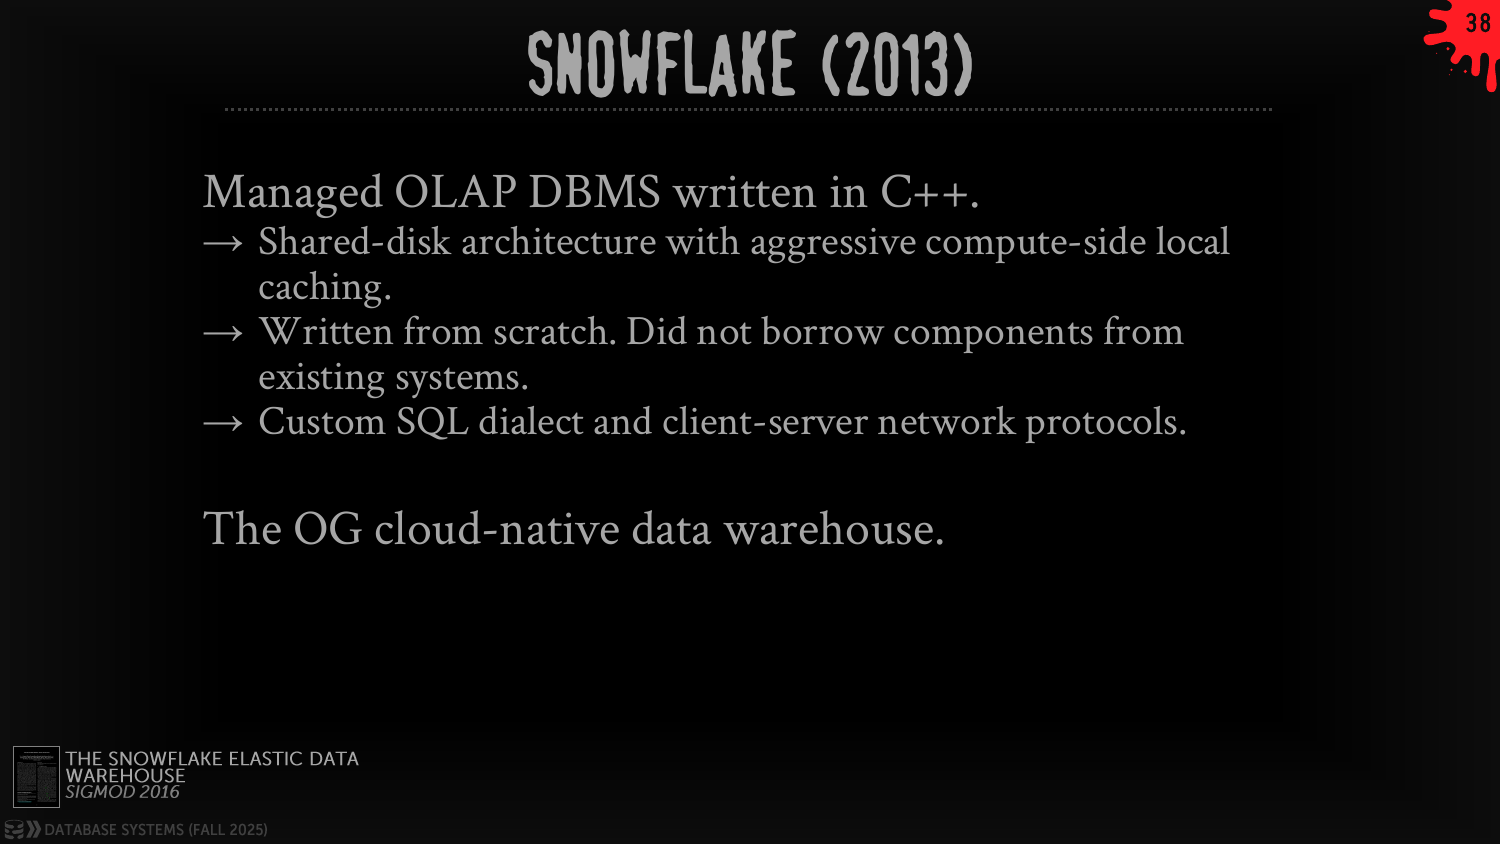 38
SNOWFLAKE (2013)
Managed OLAP DBMS written in C++.
→ Shared-disk architecture with aggressive compute-side local
caching.
→ Written from scratch. Did not borrow components from
existing systems.
→ Custom SQL dialect and client-server network protocols.
The OG cloud-native data warehouse.
THE SNOWFLAKE ELASTIC DATA
WAREHOUSE
SIGMOD 2016
DATABASE SYSTEMS (FALL 2025)